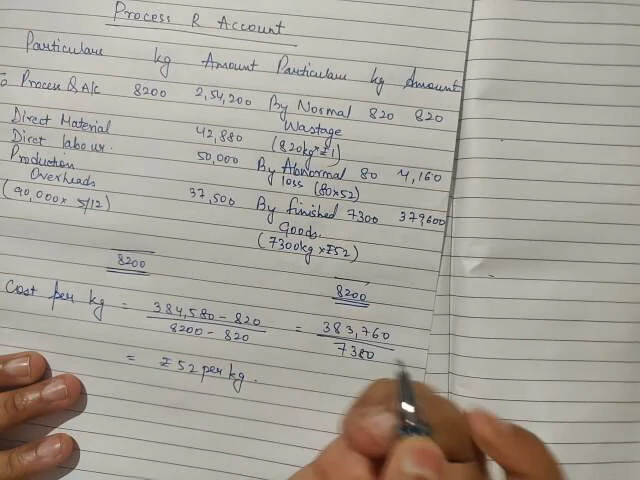 Process R Account
Particulars kg Amount Particulars kg Amount
To Process Q A/c 8200 2,54,200 By Normal 820 820
Wastage
Direct Material 42,880 (820kg×₹1)
Direct labour. 50,000 By Abnormal 80 4,160
loss (80×52)
Production
Overheads 37,500 By finished 7300 379,600
(90,000× 5/12) goods.
(7300kg×₹52)
8200 8200
Cost per kg = 384,580 - 820 = 383,760
8200 - 820 7380
= ₹52 per kg.